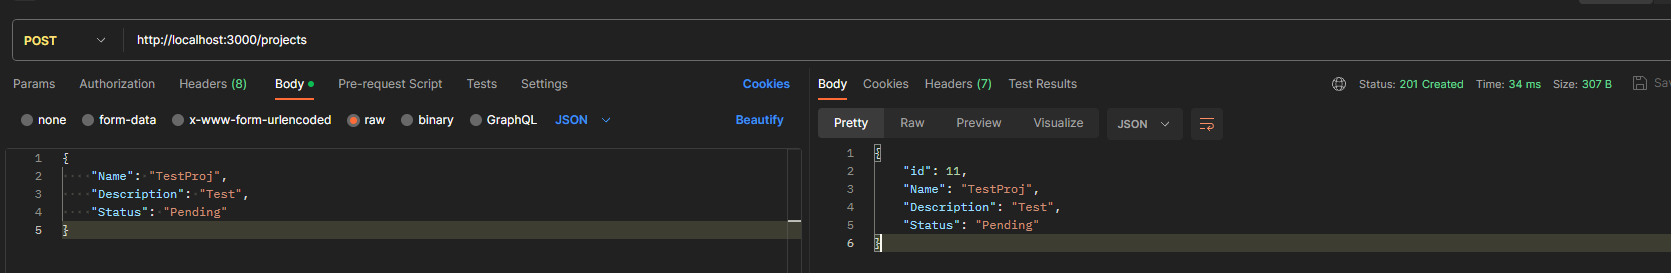 POST http://localhost:3000/projects
Params Authorization Headers (8) Body Pre-request Script Tests Settings Cookies
none form-data x-www-form-urlencoded raw binary GraphQL JSON Beautify
1 {
2 "Name": "TestProj",
3 "Description": "Test",
4 "Status": "Pending"
5 }
Body Cookies Headers (7) Test Results Status: 201 Created Time: 34 ms Size: 307 B
Pretty Raw Preview Visualize JSON
1 {
2 "id": 11,
3 "Name": "TestProj",
4 "Description": "Test",
5 "Status": "Pending"
6 }